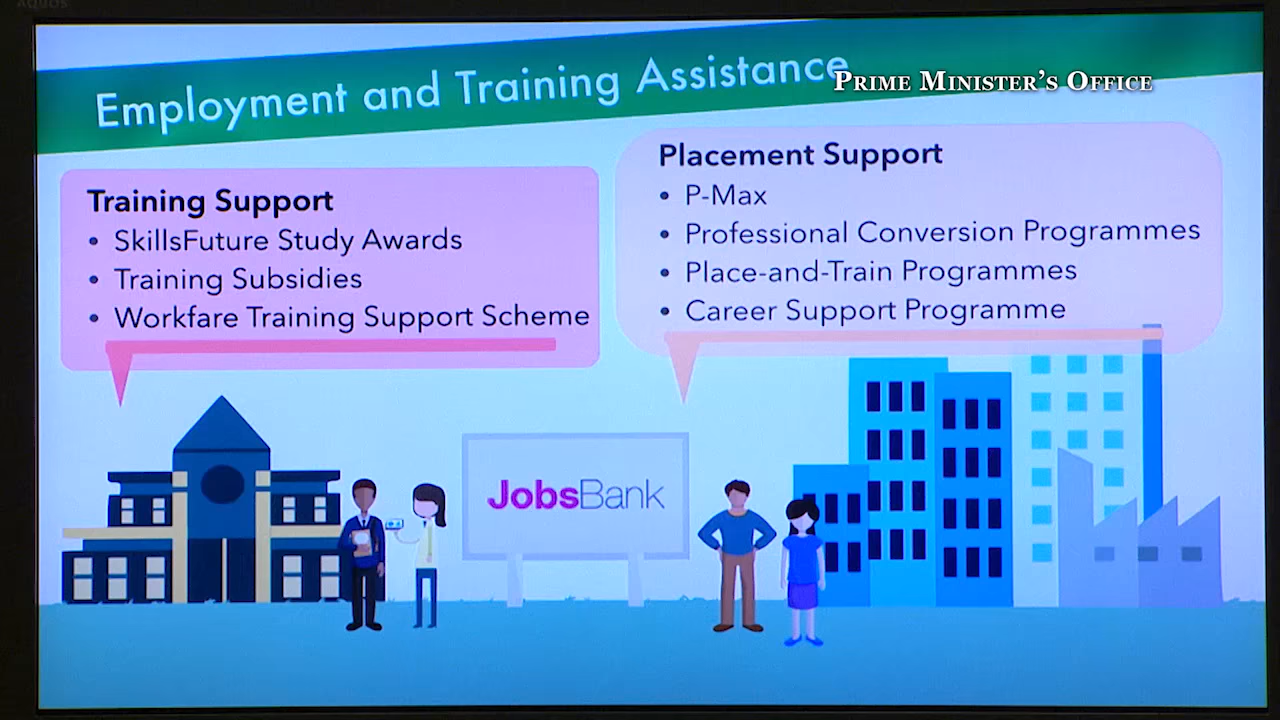 AQUOS
Employment and Training Assistance
PRIME MINISTER'S OFFICE
Training Support
• SkillsFuture Study Awards
• Training Subsidies
• Workfare Training Support Scheme
Placement Support
• P-Max
• Professional Conversion Programmes
• Place-and-Train Programmes
• Career Support Programme
JobsBank